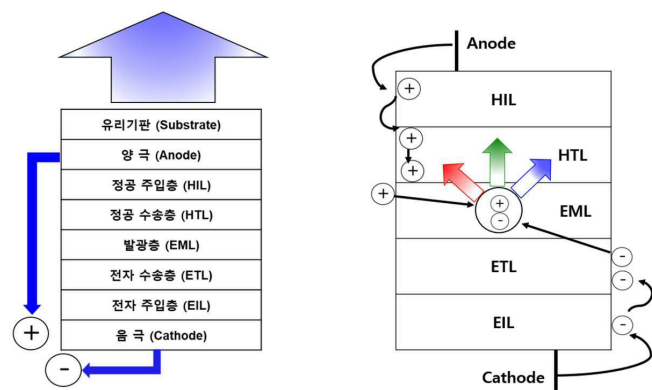 유리기판 (Substrate)
양 극 (Anode)
정공 주입층 (HIL)
정공 수송층 (HTL)
발광층 (EML)
전자 수송층 (ETL)
전자 주입층 (EIL)
음 극 (Cathode)
+
-
Anode
+
HIL
+
HTL
+
+
+
-
EML
ETL
-
-
EIL
-
Cathode